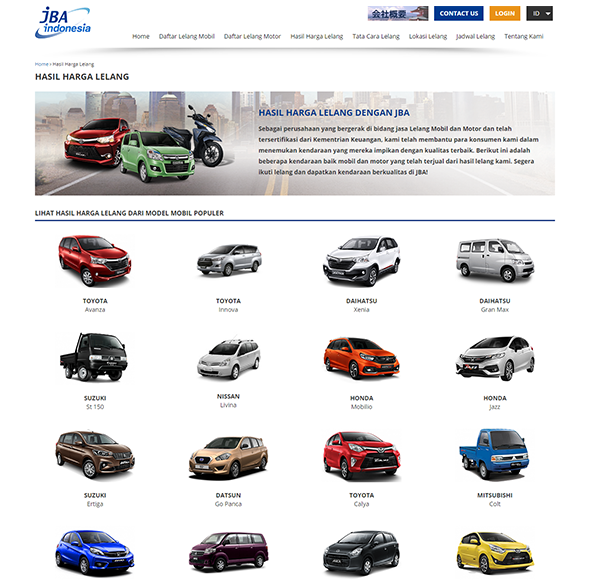 JBA
indonesia
会社概要
CONTACT US
LOGIN
ID
Home
Daftar Lelang Mobil
Daftar Lelang Motor
Hasil Harga Lelang
Tata Cara Lelang
Lokasi Lelang
Jadwal Lelang
Tentang Kami
Home › Hasil Harga Lelang
HASIL HARGA LELANG
HASIL HARGA LELANG DENGAN JBA
Sebagai perusahaan yang bergerak di bidang jasa Lelang Mobil dan Motor dan telah
tersertifikasi dari Kementrian Keuangan, kami telah membantu para konsumen kami dalam
menemukan kendaraan yang mereka impikan dengan kualitas terbaik. Berikut ini adalah
beberapa kendaraan baik mobil dan motor yang telah terjual dari hasil lelang kami. Segera
ikuti lelang dan dapatkan kendaraan berkualitas di JBA!
LIHAT HASIL HARGA LELANG DARI MODEL MOBIL POPULER
TOYOTA
Avanza
TOYOTA
Innova
DAIHATSU
Xenia
DAIHATSU
Gran Max
SUZUKI
St 150
NISSAN
Livina
HONDA
Mobilio
HONDA
Jazz
SUZUKI
Ertiga
DATSUN
Go Panca
TOYOTA
Calya
MITSUBISHI
Colt